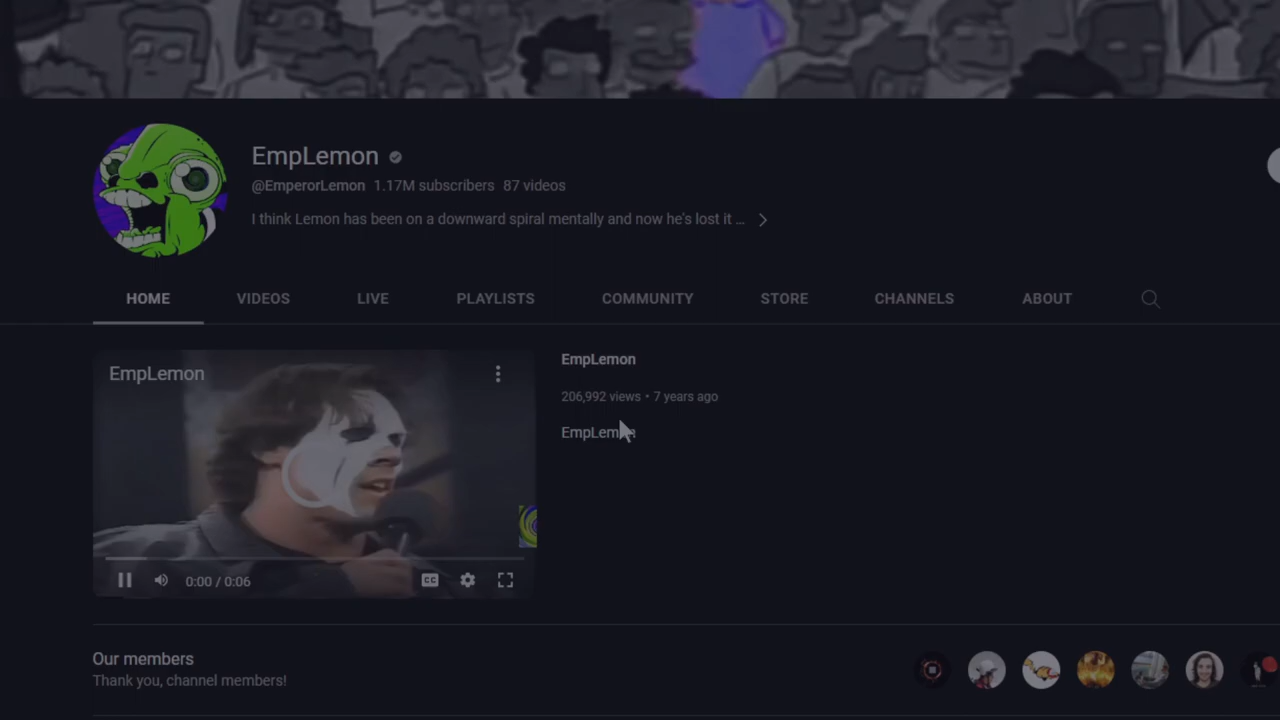 EmpLemon
@EmperorLemon 1.17M subscribers 87 videos
I think Lemon has been on a downward spiral mentally and now he's lost it ...
HOME VIDEOS LIVE PLAYLISTS COMMUNITY STORE CHANNELS ABOUT
EmpLemon
EmpLemon
206,992 views • 7 years ago
EmpLemon
CC
0:00 / 0:06
Our members
Thank you, channel members!